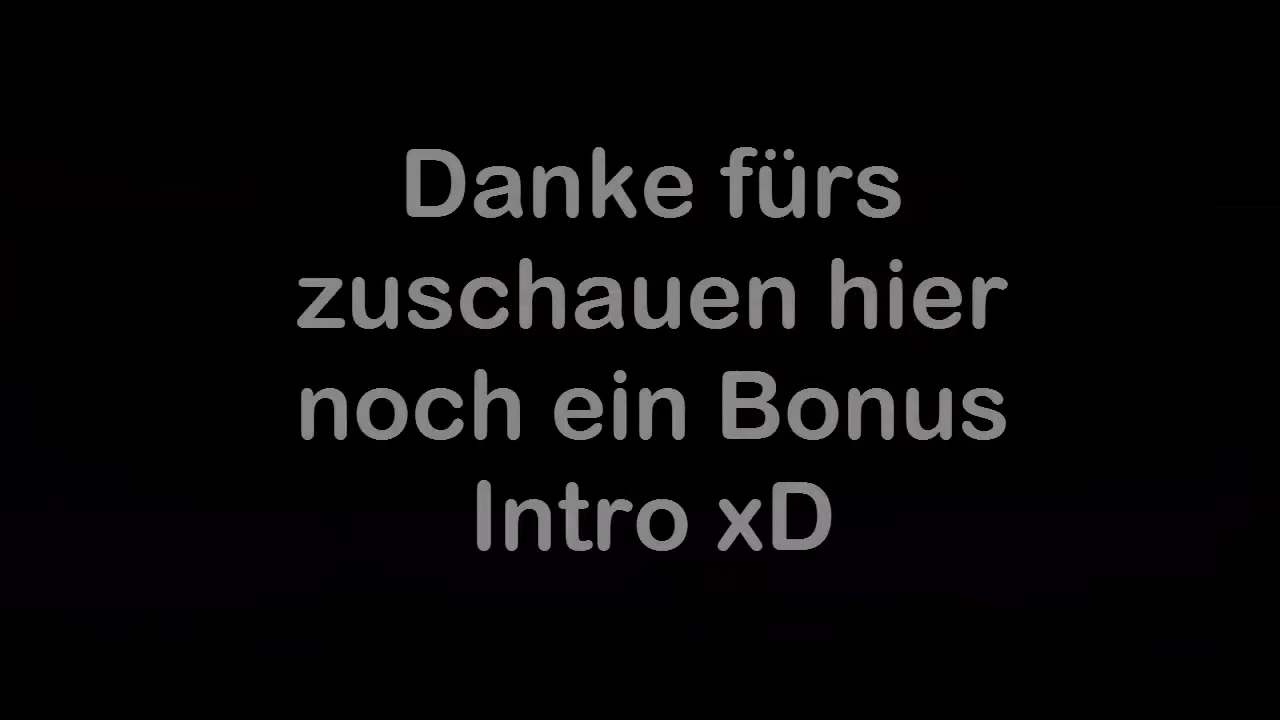 Danke fürs
zuschauen hier
noch ein Bonus
Intro xD